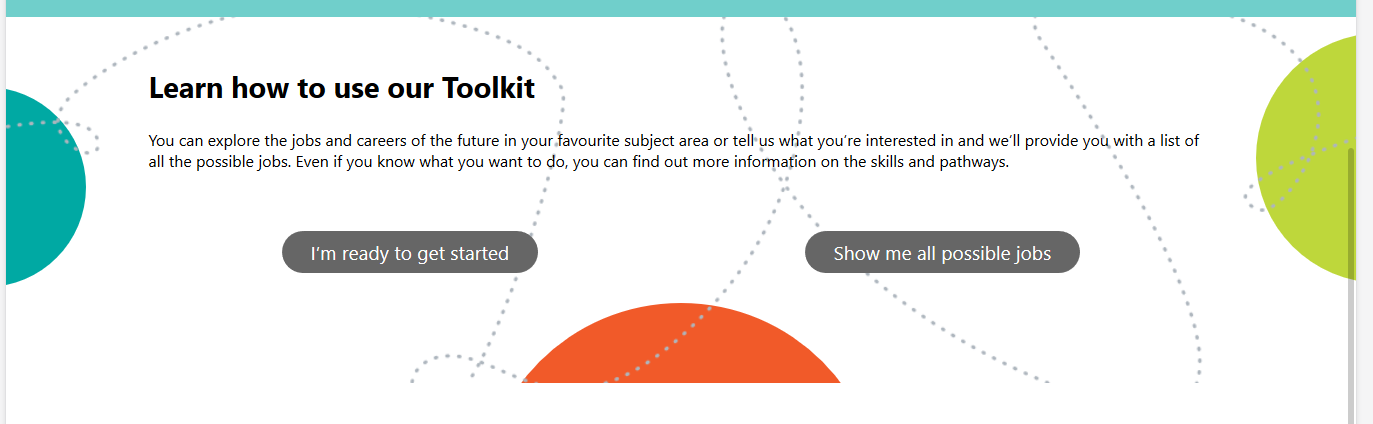 Learn how to use our Toolkit
You can explore the jobs and careers of the future in your favourite subject area or tell us what you're interested in and we'll provide you with a list of
all the possible jobs. Even if you know what you want to do, you can find out more information on the skills and pathways.
I'm ready to get started
Show me all possible jobs